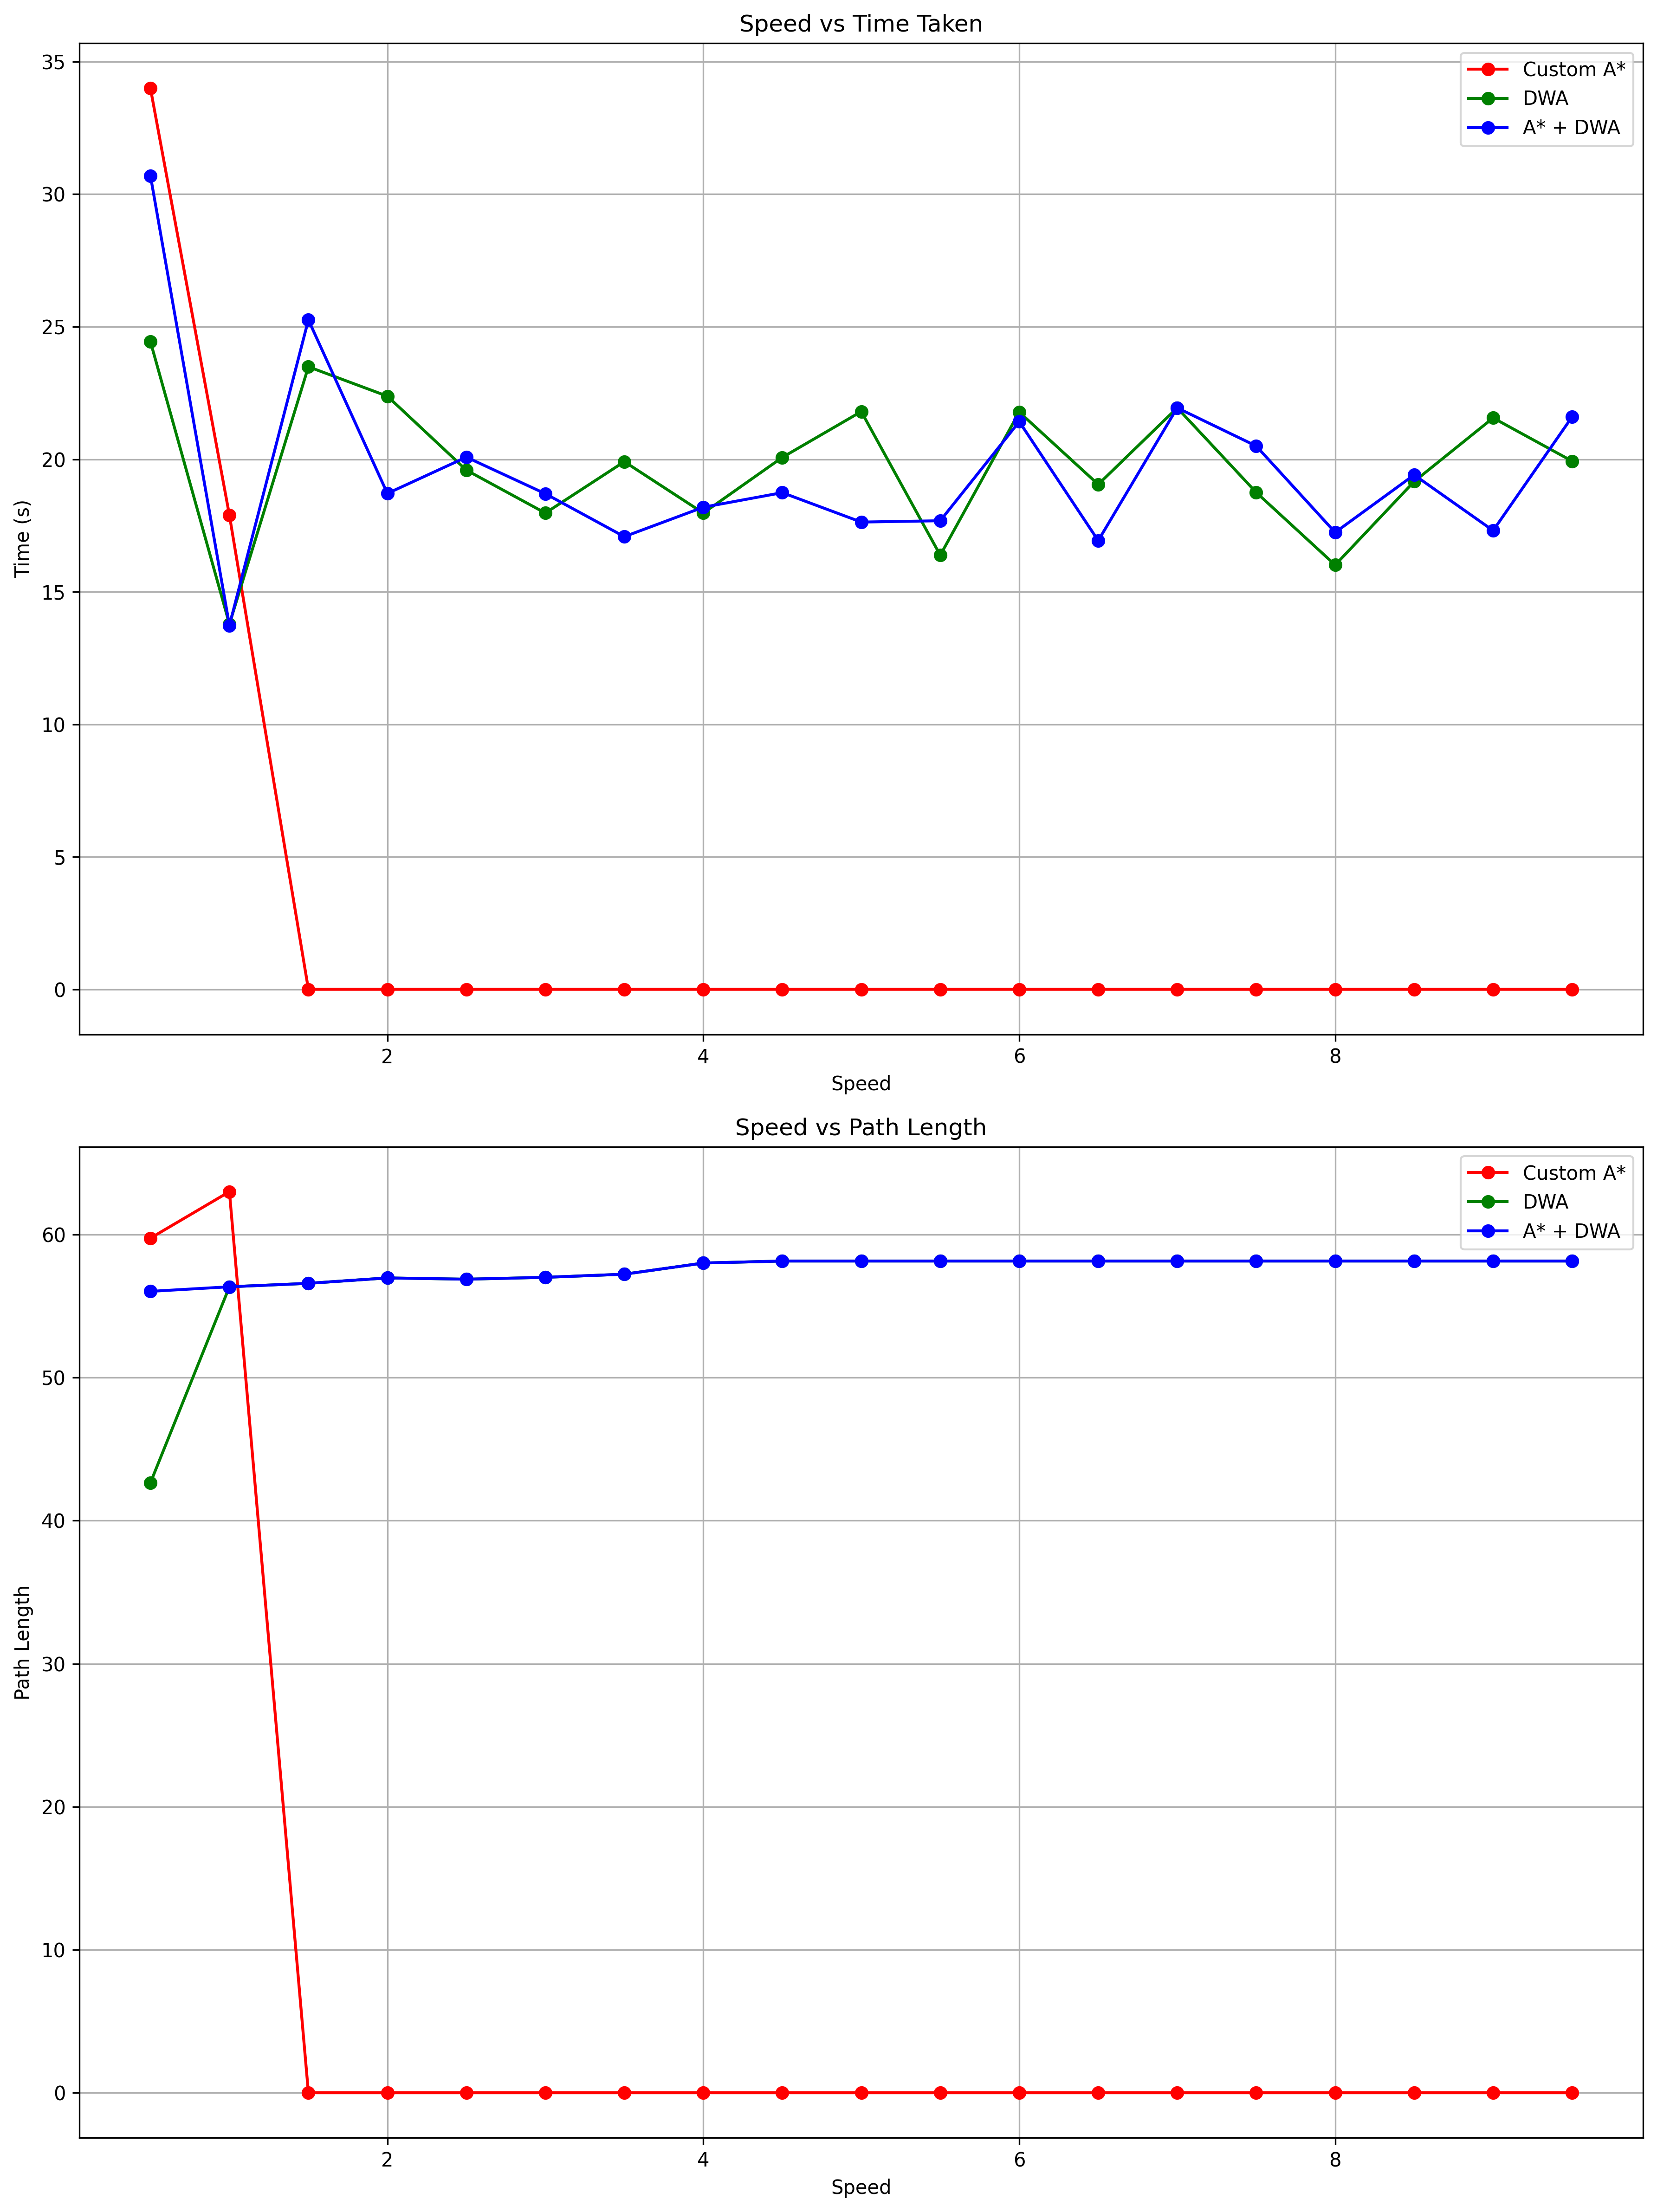 Speed vs Time Taken
35
30
25
20
15
10
5
0
Time (s)
Custom A*
DWA
A* + DWA
2 4 6 8
Speed
Speed vs Path Length
60
50
40
30
20
10
0
Path Length
Custom A*
DWA
A* + DWA
2 4 6 8
Speed